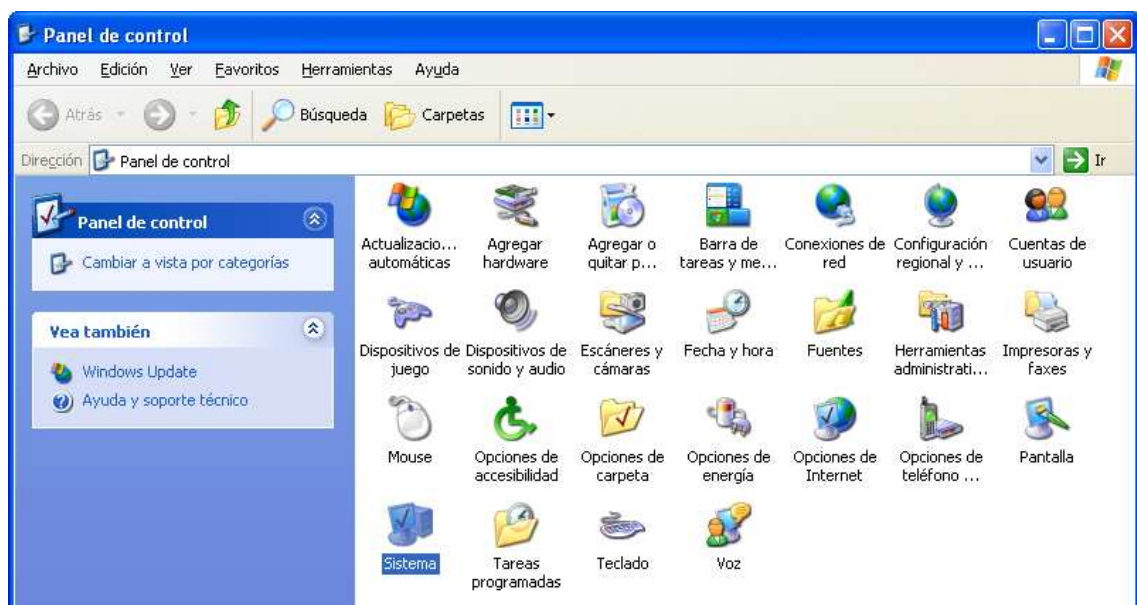 Panel de control
Archivo Edición Ver Favoritos Herramientas Ayuda
Atrás Búsqueda Carpetas
Dirección Panel de control Ir
Panel de control
Cambiar a vista por categorías
Vea también
Windows Update
Ayuda y soporte técnico
Actualizacio... Agregar Agregar o Barra de Conexiones de Configuración Cuentas de
automáticas hardware quitar p... tareas y me... red regional y ... usuario
Dispositivos de Dispositivos de Escáneres y Fecha y hora Fuentes Herramientas Impresoras y
juego sonido y audio cámaras administrati... faxes
Mouse Opciones de Opciones de Opciones de Opciones de Opciones de Pantalla
accesibilidad carpeta energía Internet teléfono ...
Sistema Tareas Teclado Voz
programadas